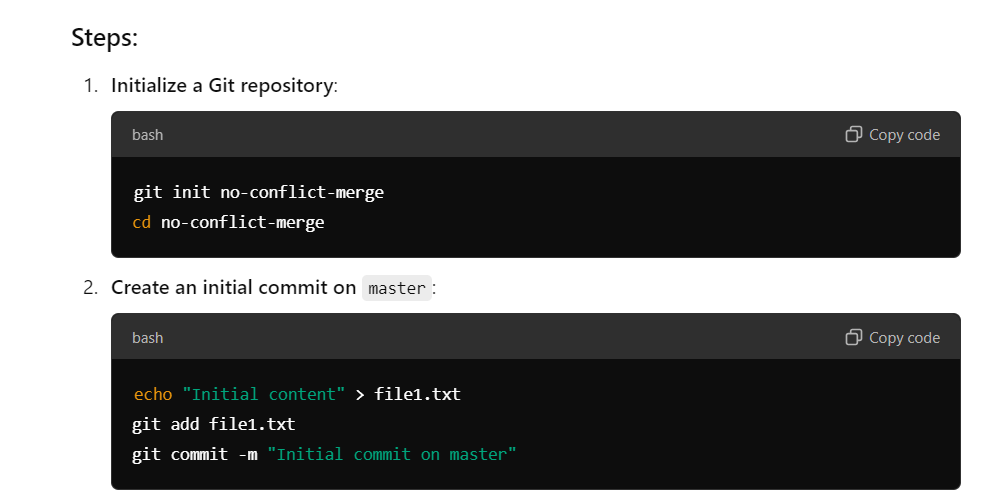 Steps:
1. Initialize a Git repository:
bash
Copy code
git init no-conflict-merge
cd no-conflict-merge
2. Create an initial commit on master:
bash
Copy code
echo "Initial content" > file1.txt
git add file1.txt
git commit -m "Initial commit on master"